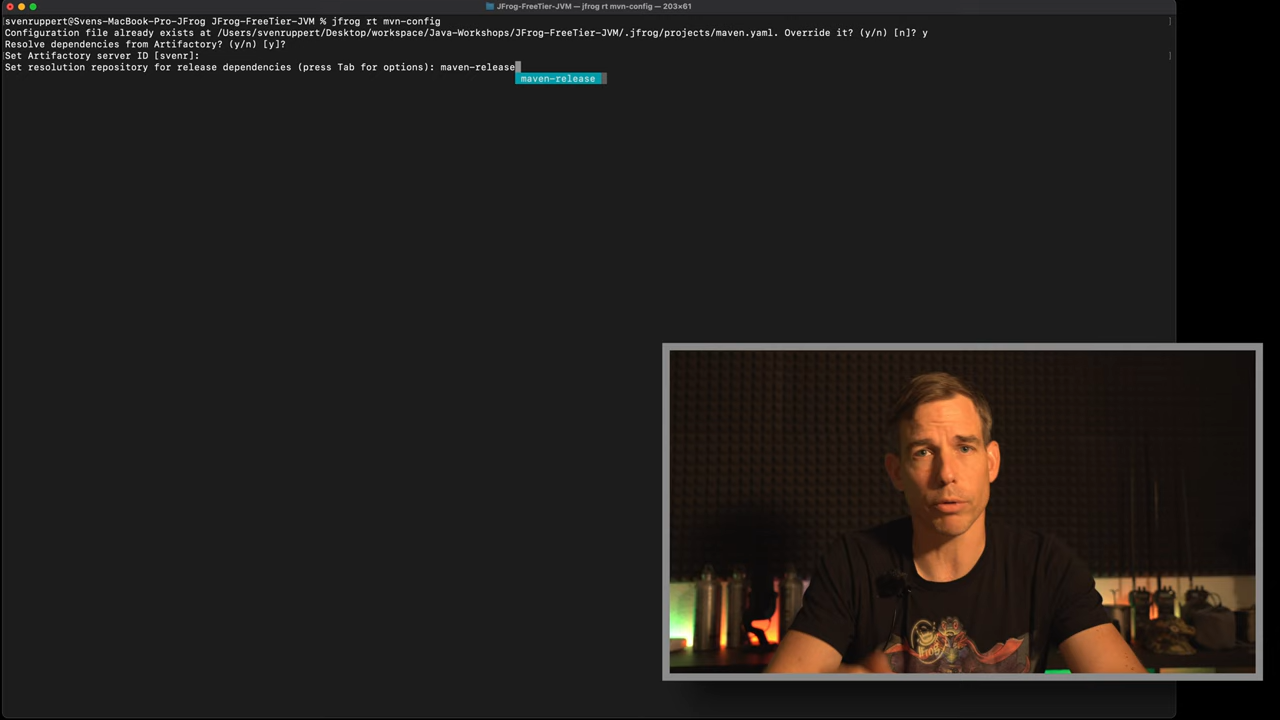 JFrog-FreeTier-JVM — jfrog rt mvn-config — 203×61
svenruppert@Svens-MacBook-Pro-JFrog JFrog-FreeTier-JVM % jfrog rt mvn-config
Configuration file already exists at /Users/svenruppert/Desktop/workspace/Java-Workshops/JFrog-FreeTier-JVM/.jfrog/projects/maven.yaml. Override it? (y/n) [n]? y
Resolve dependencies from Artifactory? (y/n) [y]?
Set Artifactory server ID [svenr]:
Set resolution repository for release dependencies (press Tab for options): maven-release
maven-release
JFrog